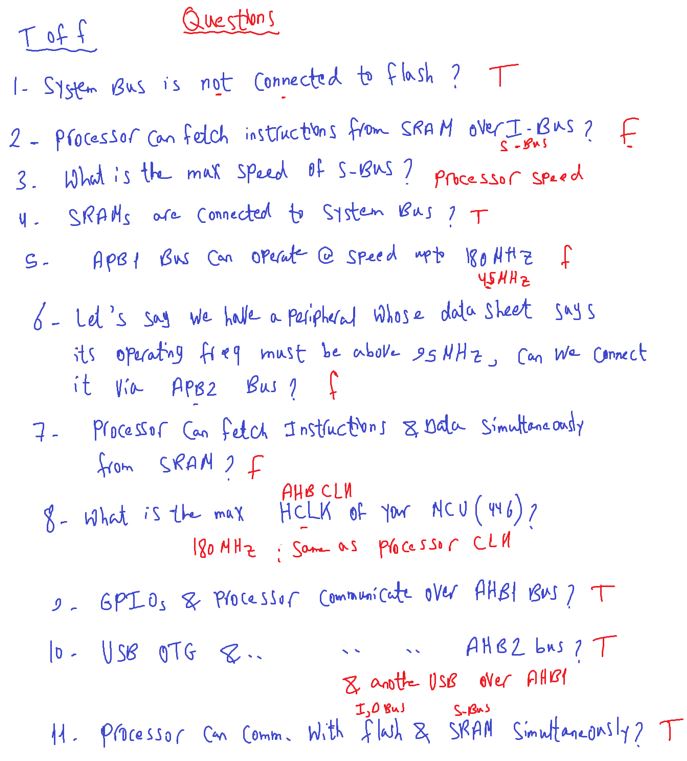 Questions
T or f
1- System Bus is not connected to flash ? T
2- Processor can fetch instructions from SRAM over I-Bus ? F
S-Bus
3. What is the max speed of S-Bus ? Processor speed
4. SRAMs are connected to system Bus ? T
5- APB1 Bus can operate @ speed upto 180 MHz f
45 MHz
6- Let's say we have a peripheral whose data sheet says
its operating freq must be above 95 MHz, can we connect
it via APB2 Bus ? f
7- Processor can fetch Instructions & Data simultaneously
from SRAM ? f
AHB CLK
8- What is the max HCLK of your MCU (446) ?
180 MHz : same as processor CLK
9- GPIOs & Processor communicate over AHB1 Bus ? T
10- USB OTG & .. .. .. AHB2 bus ? T
& another USB over AHB1
I,D Bus S-Bus
11. Processor can comm. with flash & SRAM simultaneously ? T